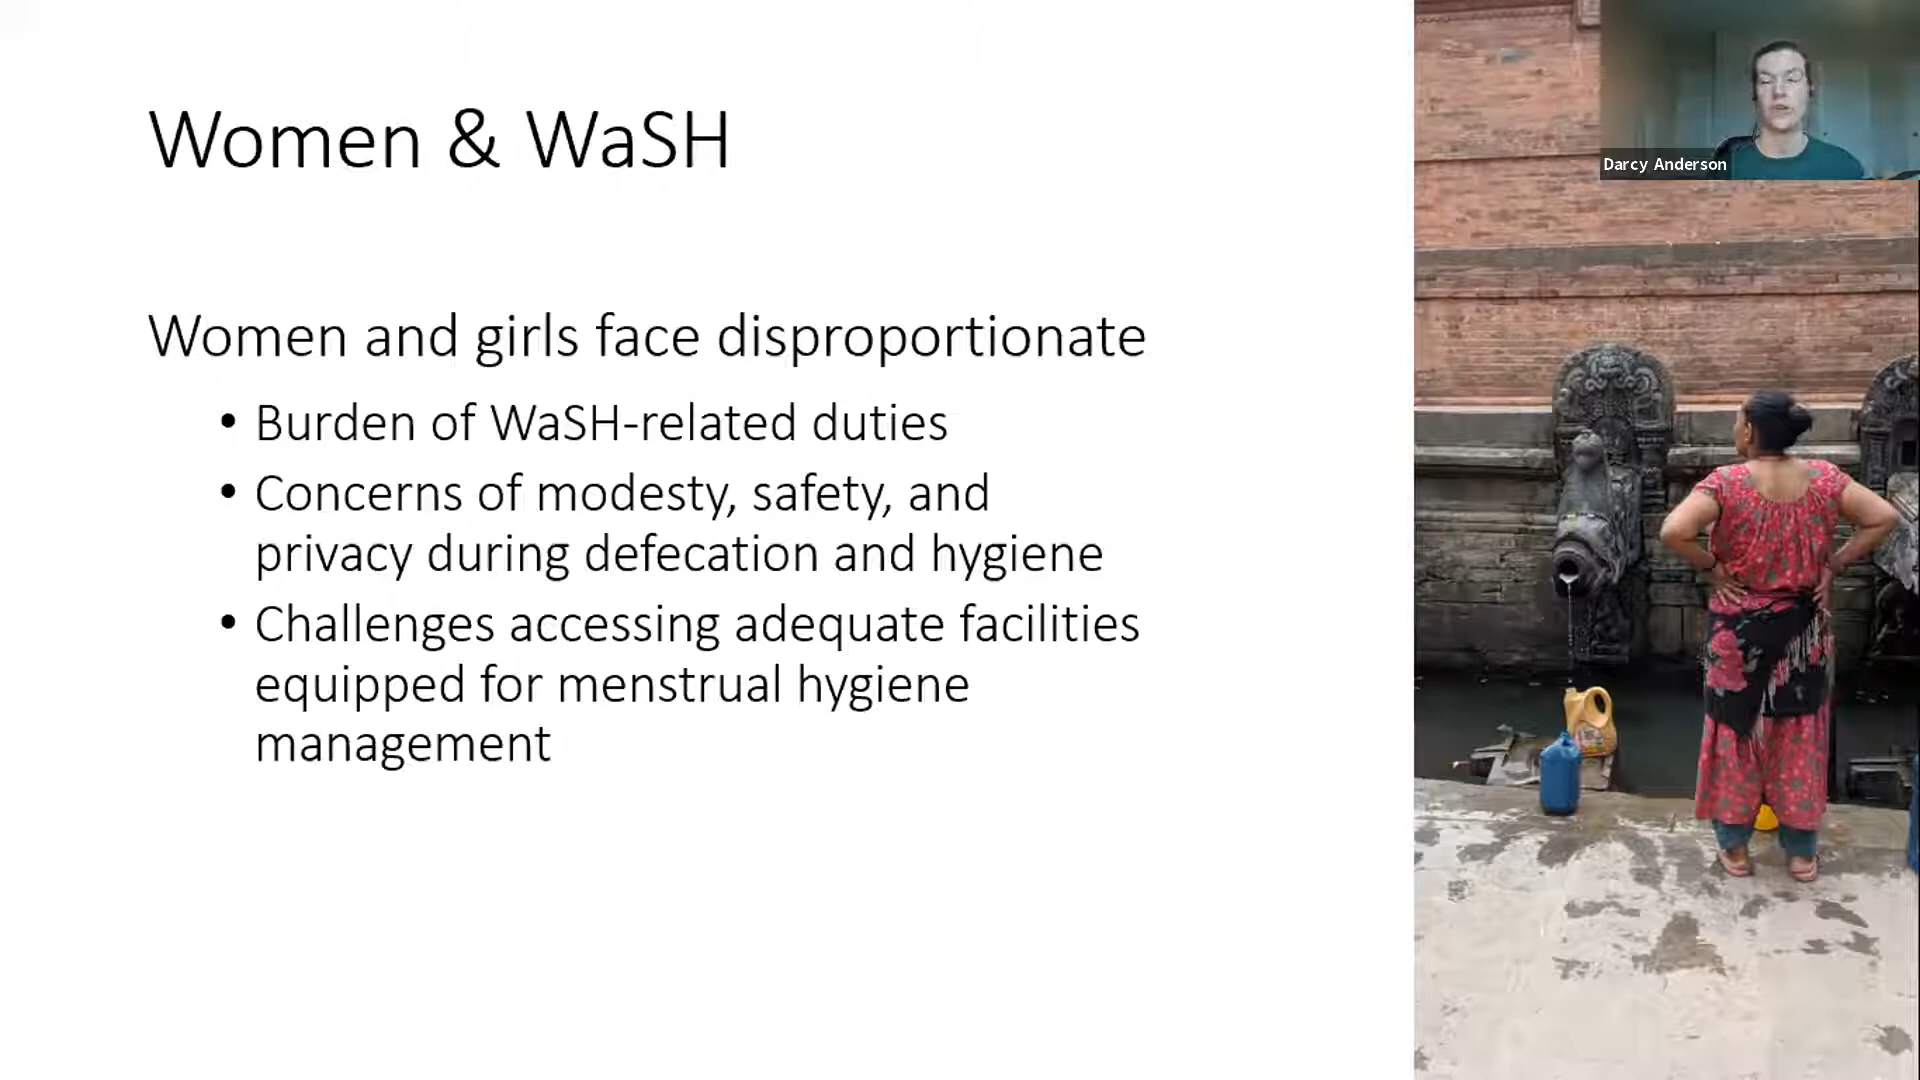 Women & WaSH
Women and girls face disproportionate
• Burden of WaSH-related duties
• Concerns of modesty, safety, and
privacy during defecation and hygiene
• Challenges accessing adequate facilities
equipped for menstrual hygiene
management
Darcy Anderson